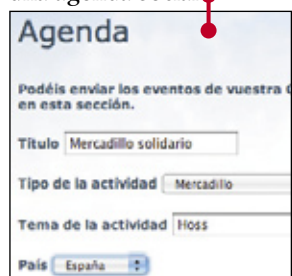 Agenda
Podéis enviar los eventos de vuestra
en esta sección.
Título Mercadillo solidario
Tipo de la actividad Mercadillo
Tema de la actividad Hoss
País España